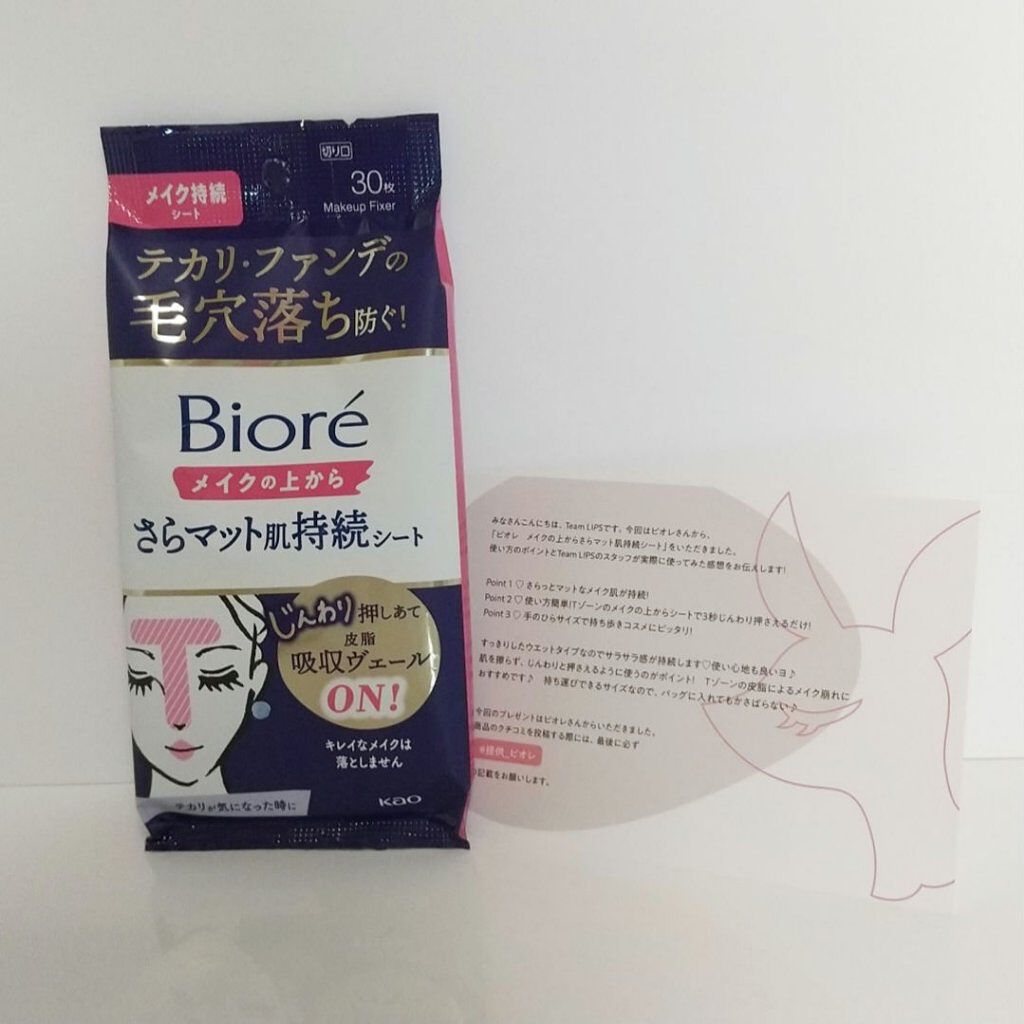 切り口
メイク持続
シート
30枚
Makeup Fixer
テカリ・ファンデの
毛穴落ち防ぐ!
Bioré
メイクの上から
さらマット肌持続シート
じんわり押しあて
皮脂
吸収ヴェール
ON!
キレイなメイクは
落としません
テカリが気になった時に
Kao
みなさんこんにちは、Team LIPSです。今回はビオレさんから、
「ビオレ メイクの上からさらマット肌持続シート」をいただきました。
使い方のポイントとTeam LIPSのスタッフが実際に使ってみた感想をお伝えします!
Point 1 ♡ さらっとマットなメイク肌が持続!
Point 2 ♡ 使い方簡単!Tゾーンのメイクの上からシートで3秒じんわり押さえるだけ!
Point 3 ♡ 手のひらサイズで持ち歩きコスメにピッタリ!
すっきりしたウエットタイプなのでサラサラ感が持続します♡使い心地も良いヨ♪
肌を擦らず、じんわりと押さえるように使うのがポイント! Tゾーンの皮脂によるメイク崩れに
おすすめです♪ 持ち運びできるサイズなので、バッグに入れてもかさばらない♪
今回のプレゼントはビオレさんからいただきました。
商品のクチコミを投稿する際には、最後に必ず
#提供_ビオレ
記載をお願いします。